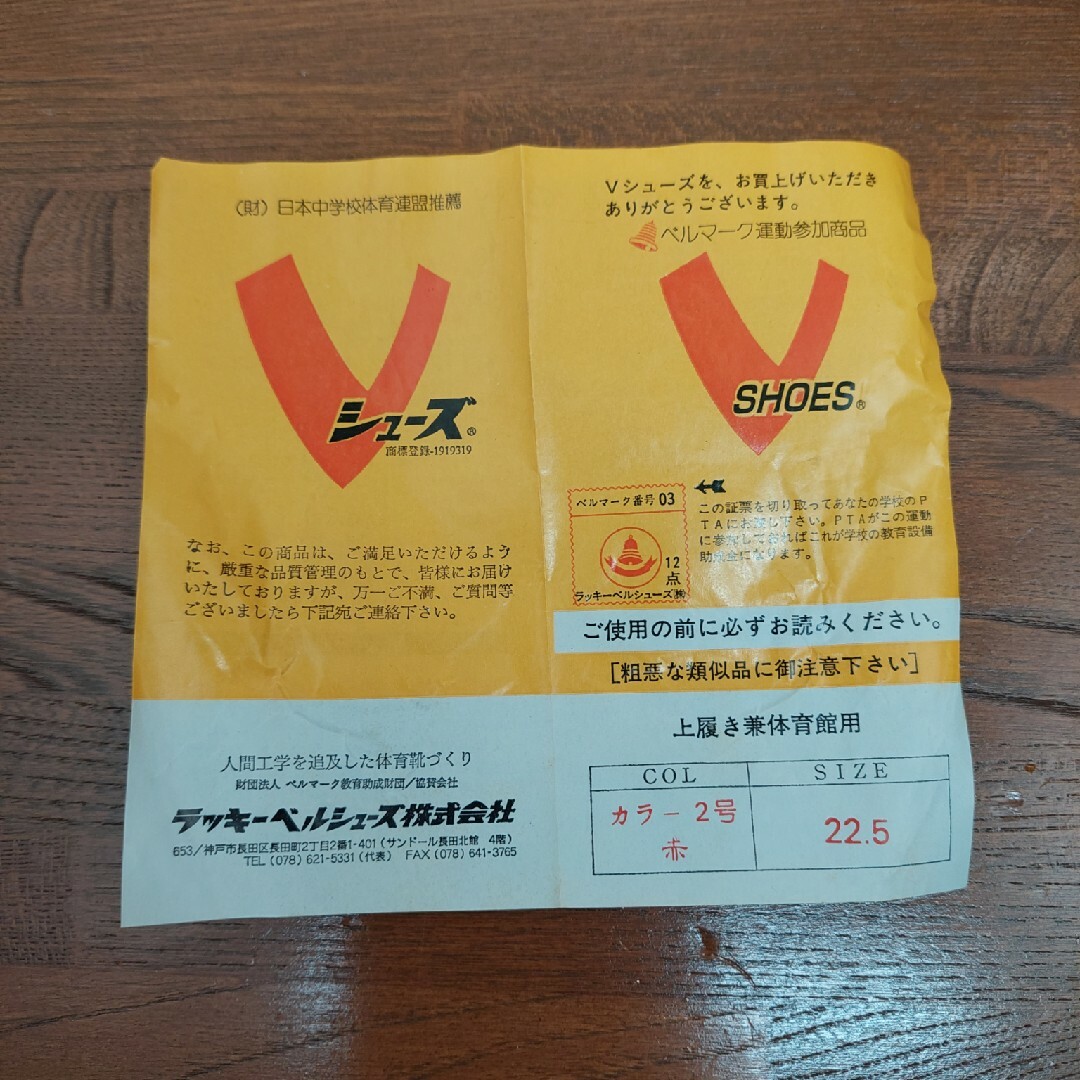 （財）日本中学校体育連盟推薦
Vシューズ®
商標登録-1919319
なお、この商品は、ご満足いただけるよう
に、厳重な品質管理のもとで、皆様にお届け
いたしておりますが、万一ご不満、ご質問等
ございましたら下記宛ご連絡下さい。
人間工学を追及した体育靴づくり
財団法人 ベルマーク教育助成財団／協賛会社
ラッキーベルシューズ株式会社
653／神戸市長田区長田町2丁目2番1-401（サンドール長田北館 4階）
TEL（078）621-5331（代表） FAX（078）641-3765
Vシューズを、お買上げいただき
ありがとうございます。
ベルマーク運動参加商品
V SHOES®
ベルマーク番号 03
12
点
ラッキーベルシューズ㈱
この証票を切り取ってあなたの学校のP
TAにお渡し下さい。PTAがこの運動
に参加しておればこれが学校の教育設備
助成金になります。
ご使用の前に必ずお読みください。
［粗悪な類似品に御注意下さい］
上履き兼体育館用
COL SIZE
カラー2号 22.5
赤